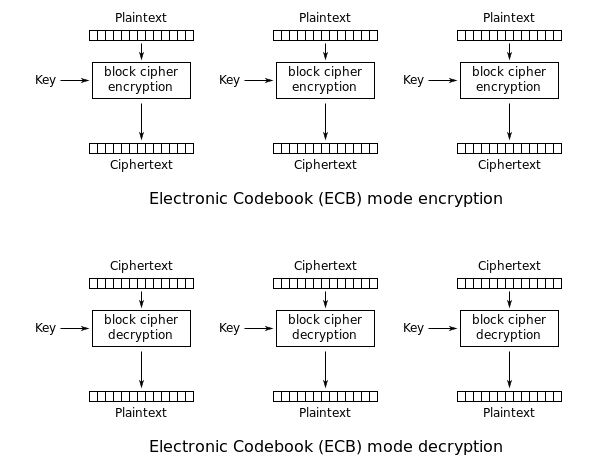 Plaintext Plaintext Plaintext
Key block cipher encryption Key block cipher encryption Key block cipher encryption
Ciphertext Ciphertext Ciphertext
Electronic Codebook (ECB) mode encryption
Ciphertext Ciphertext Ciphertext
Key block cipher decryption Key block cipher decryption Key block cipher decryption
Plaintext Plaintext Plaintext
Electronic Codebook (ECB) mode decryption